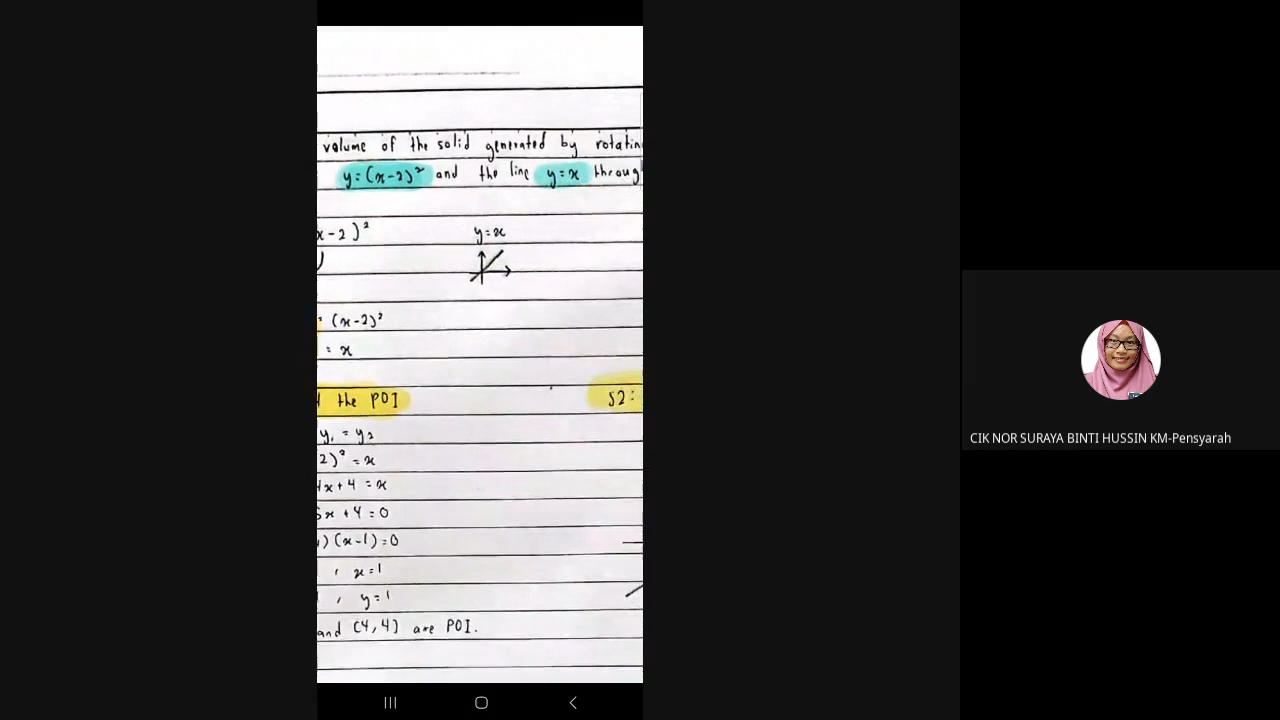 volume of the solid generated by rotatin
y=(x-2)² and the line y=x throug
x-2)² y=x
= (x-2)²
= x
the POI S2:
y₁ = y₂
2)² = x
4x+4 = x
5x+4=0
)(x-1)=0
, x=1
, y=1
and (4,4) are POI.
CIK NOR SURAYA BINTI HUSSIN KM-Pensyarah